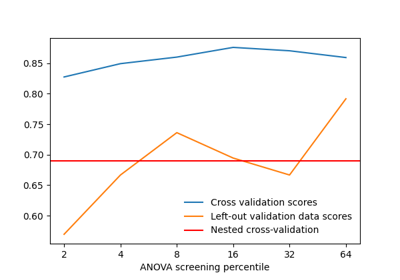 0.85
0.80
0.75
0.70
0.65
0.60
Cross validation scores
Left-out validation data scores
Nested cross-validation
2 4 8 16 32 64
ANOVA screening percentile